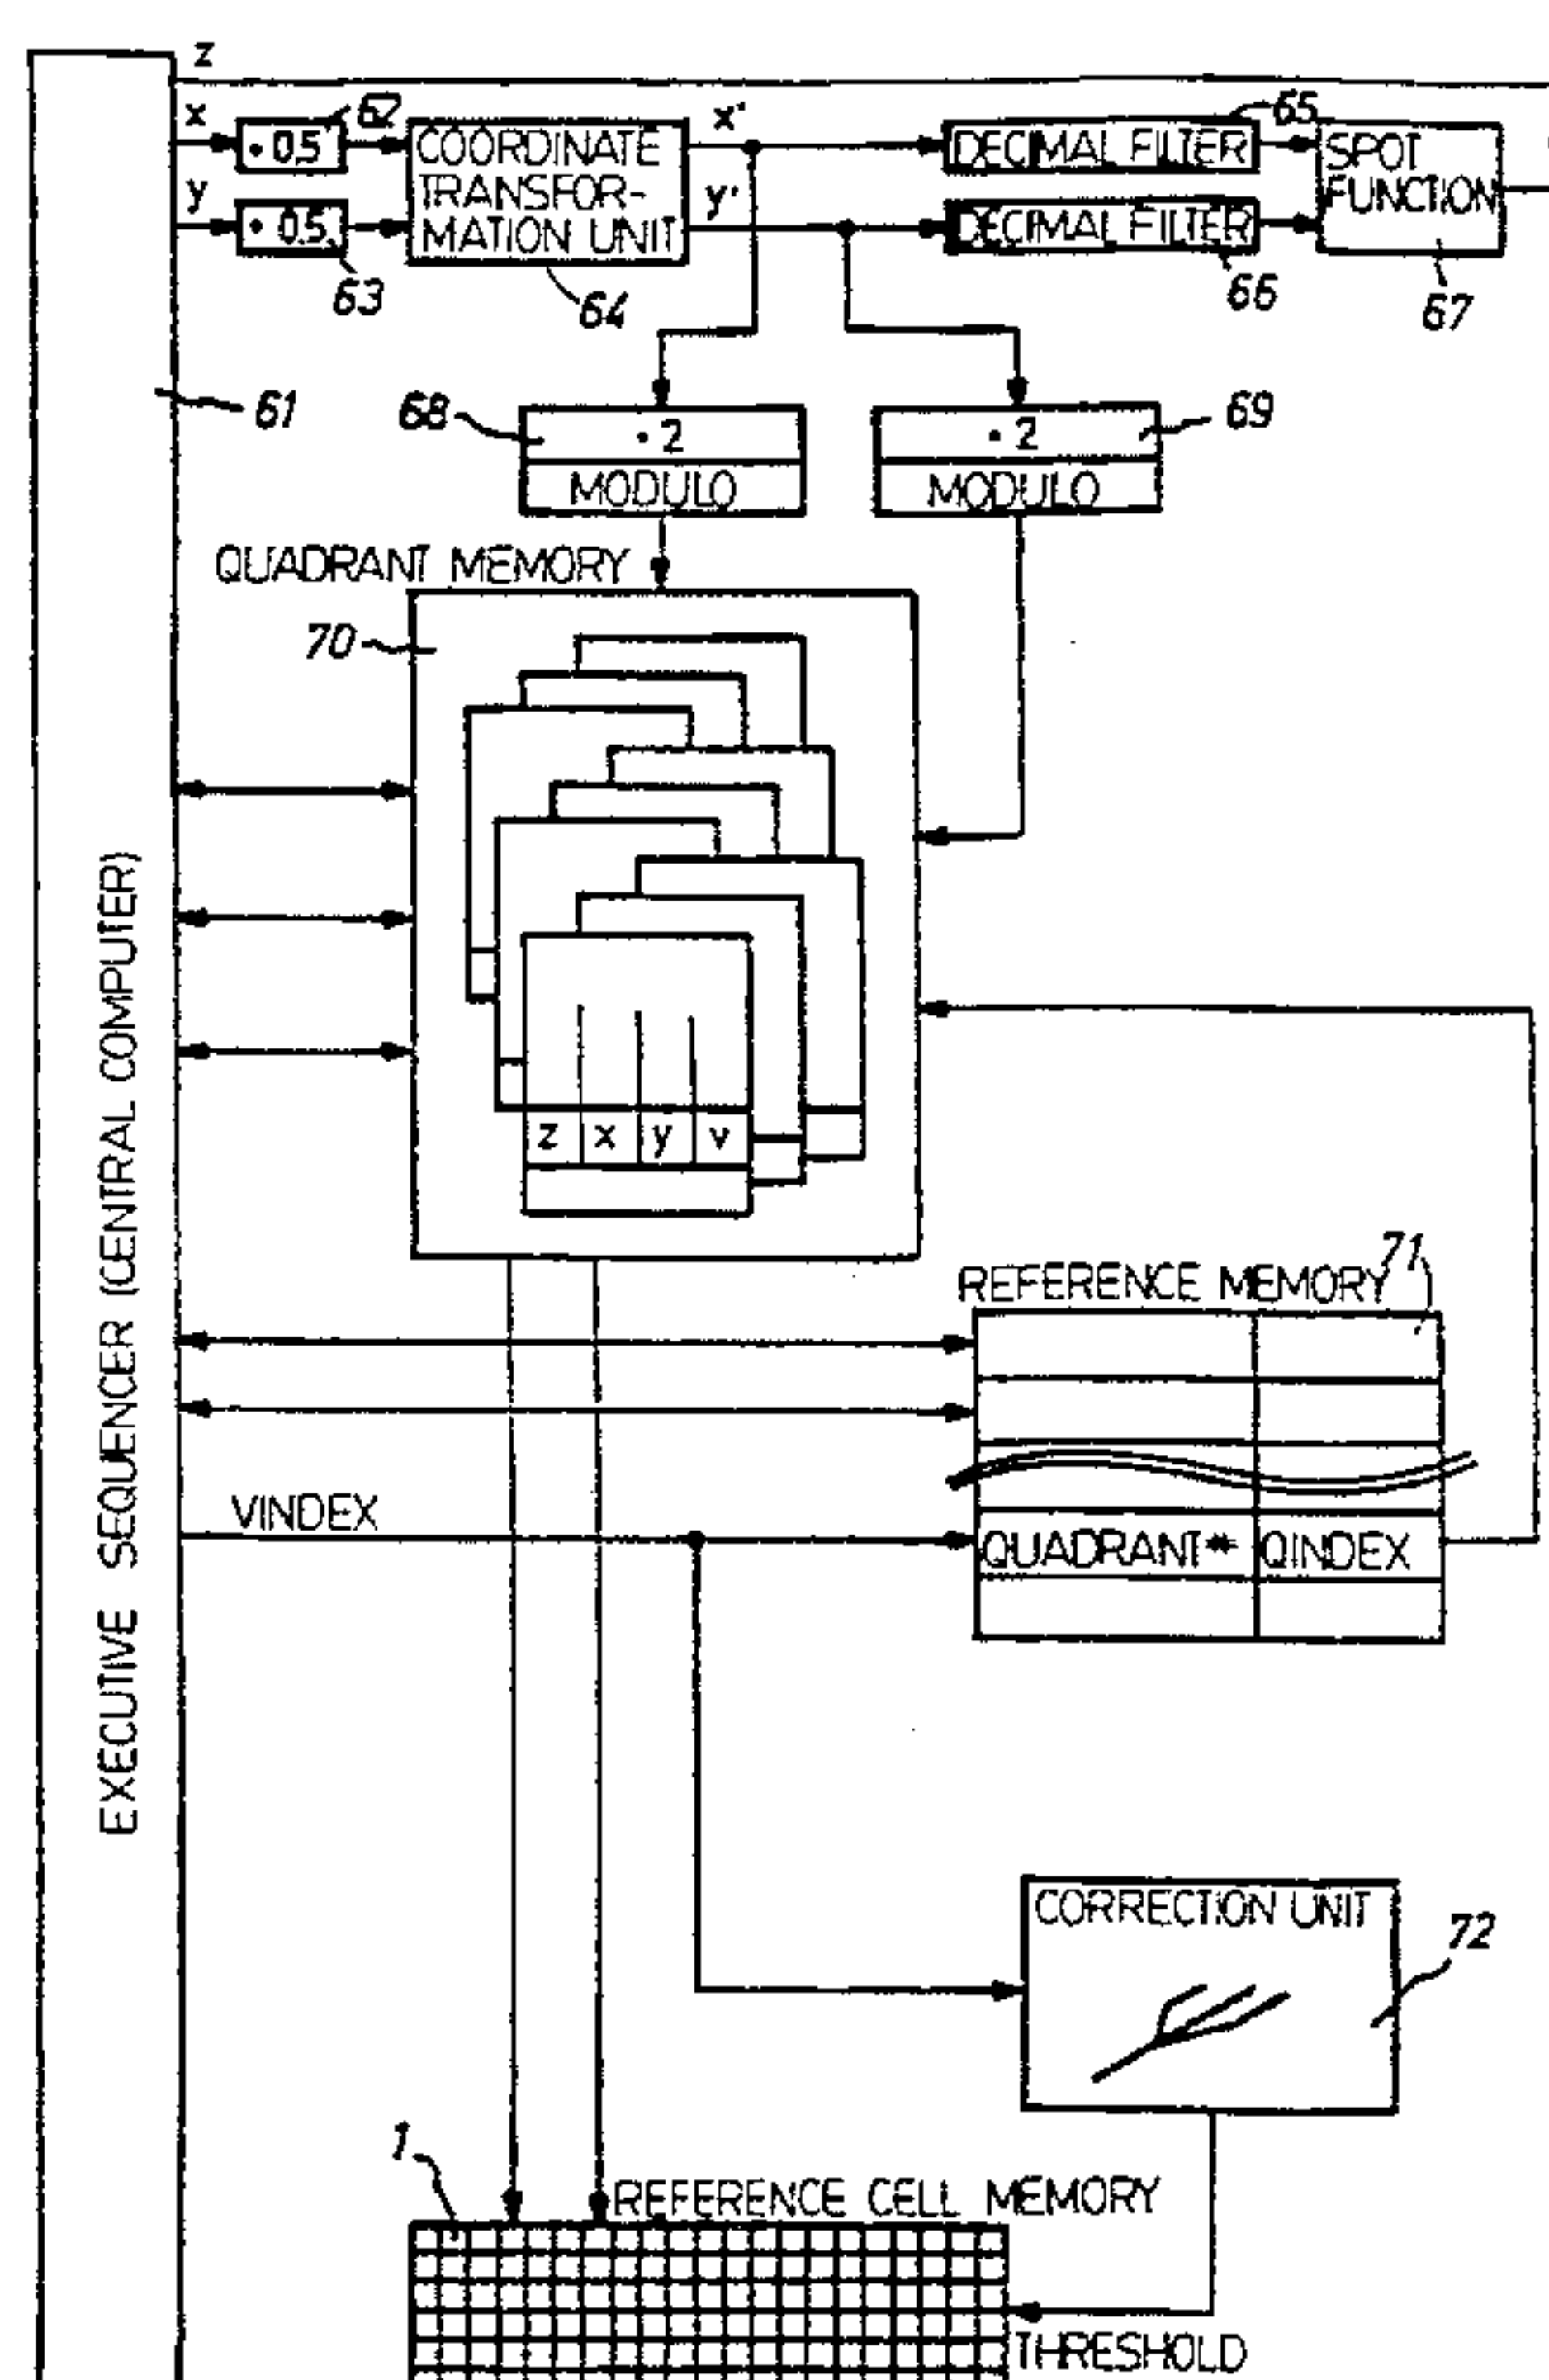 z
x
62
• 0.5
COORDINATE
TRANSFOR-
MATION UNIT
x'
65
DECIMAL FILTER
SPOT
FUNCTION
y
• 0.5
y'
DECIMAL FILTER
63
64
66
67
61
68
• 2
MODULO
69
• 2
MODULO
QUADRANT MEMORY
70
z x y v
EXECUTIVE SEQUENCER (CENTRAL COMPUTER)
REFERENCE MEMORY
71
VINDEX
QUADRANT* QINDEX
CORRECTION UNIT
72
1
REFERENCE CELL MEMORY
THRESHOLD